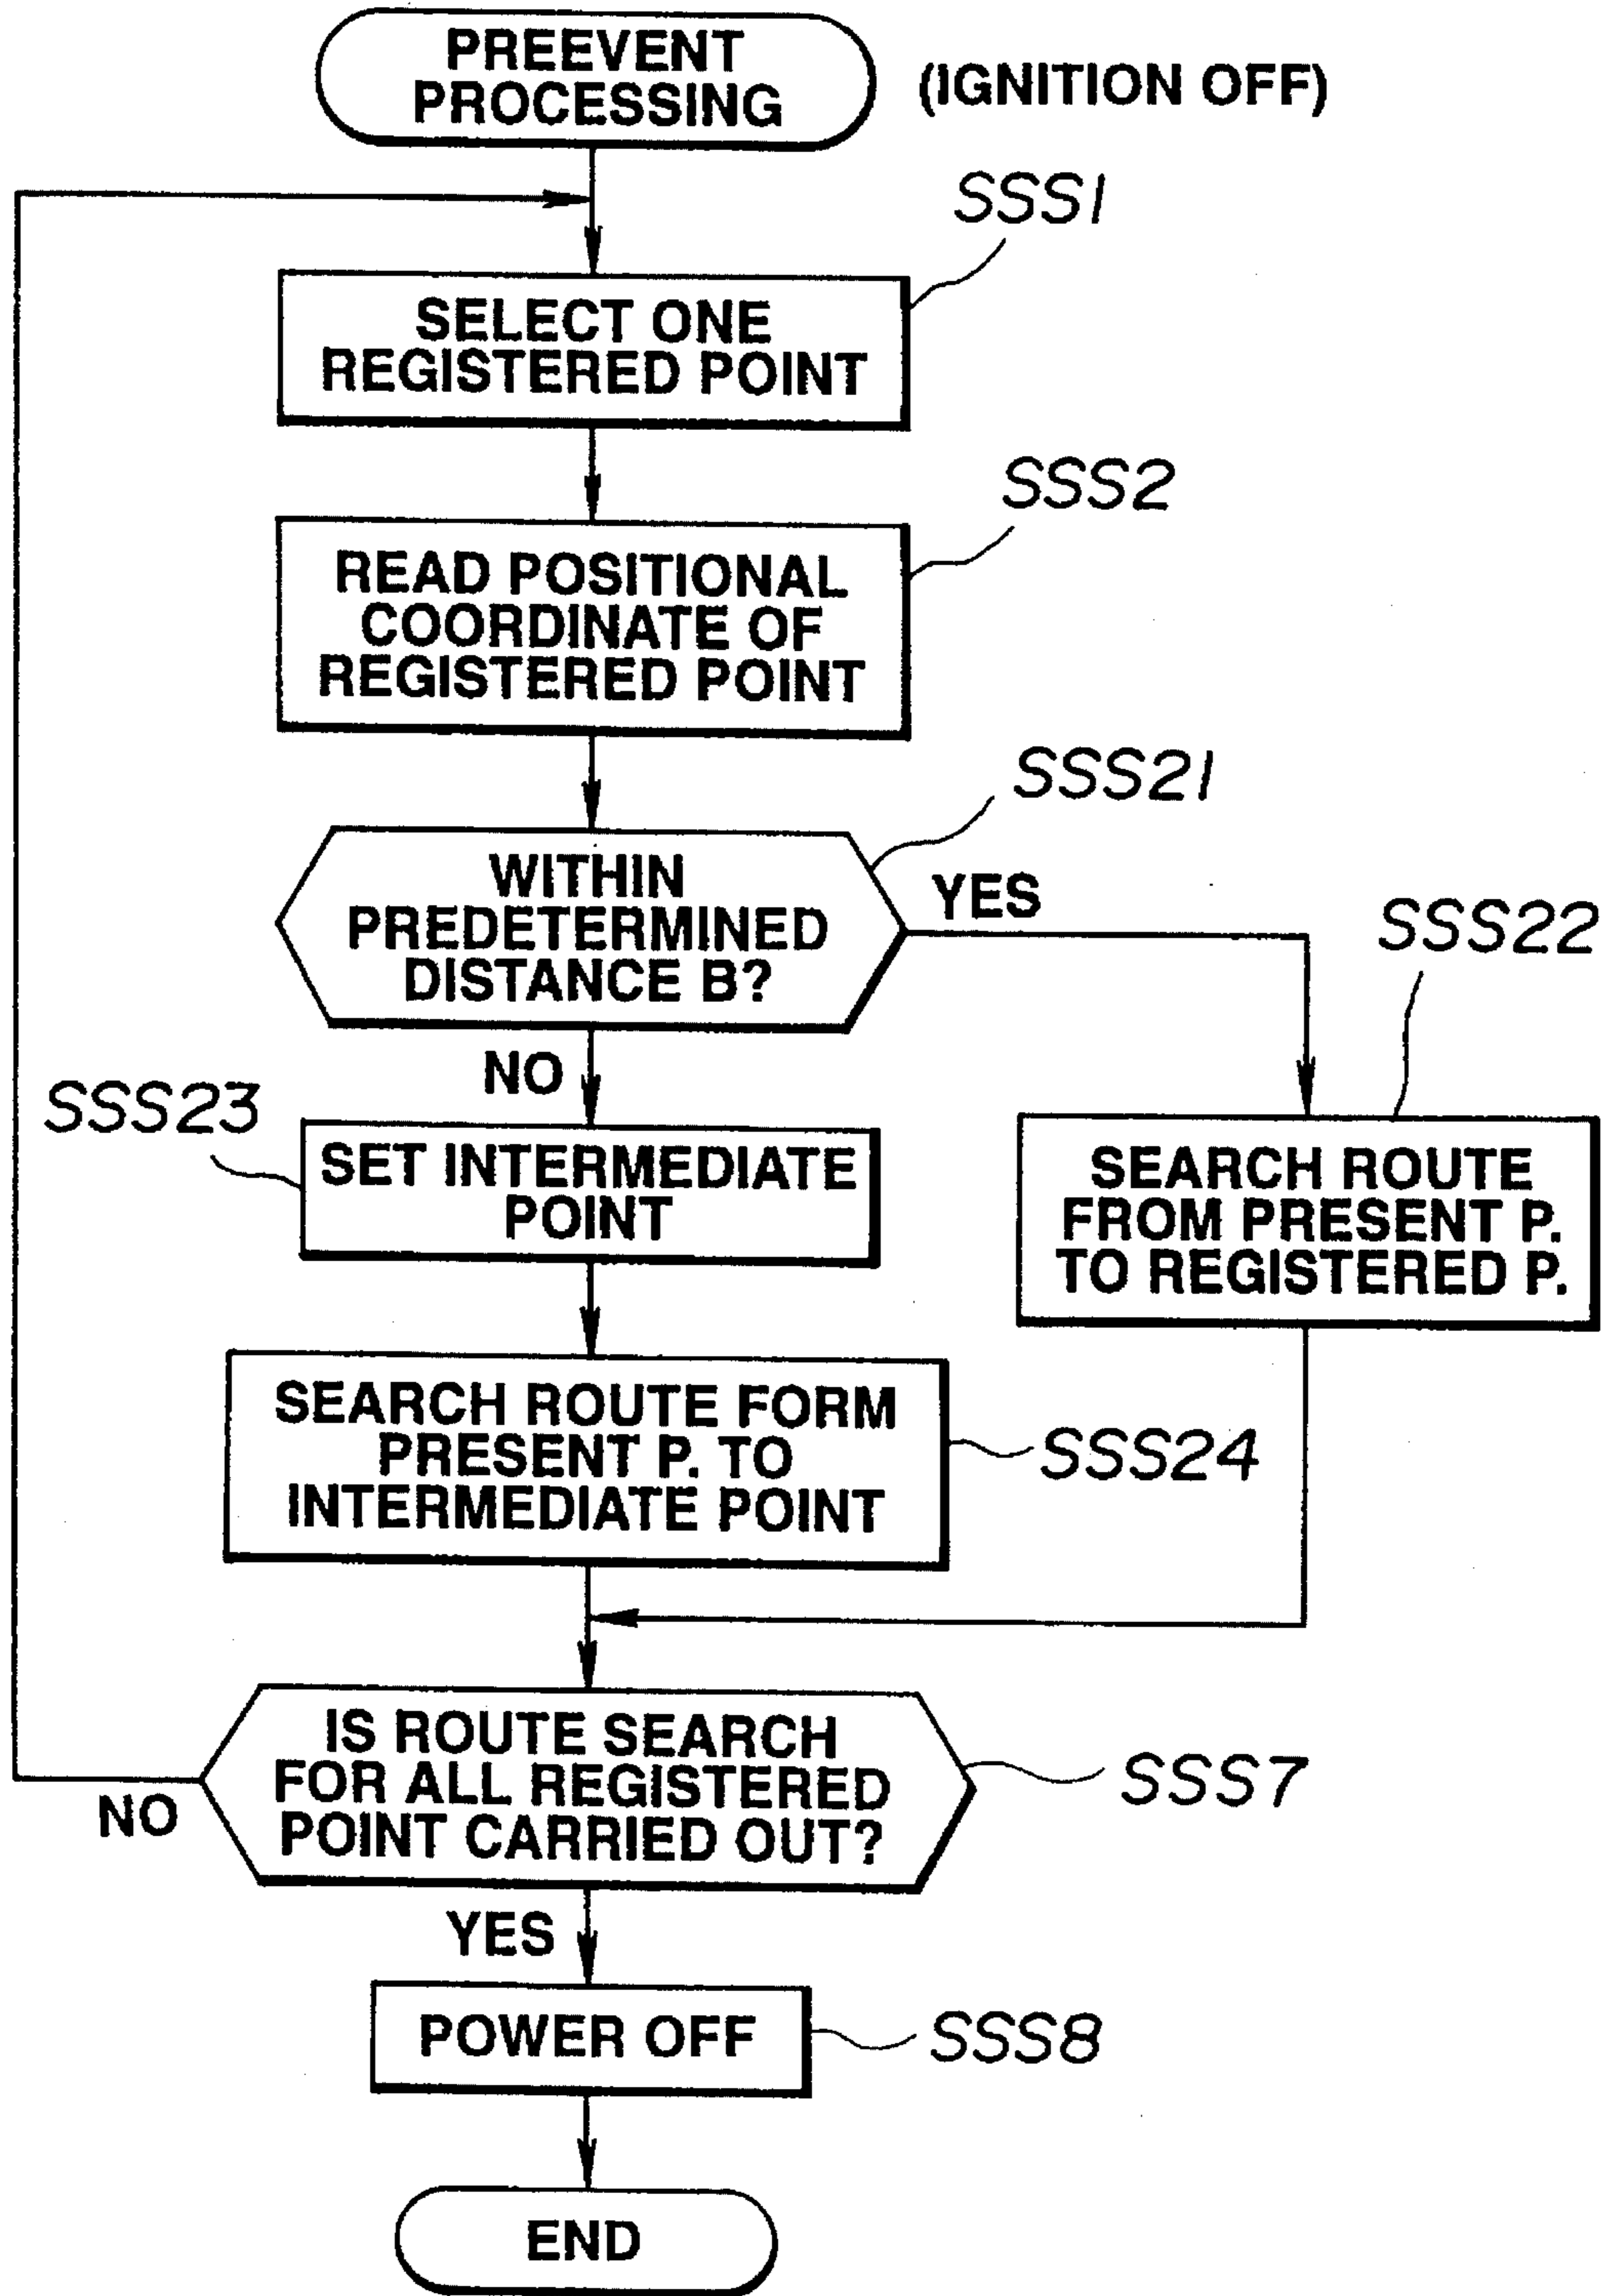 PREEVENT
PROCESSING
(IGNITION OFF)
SSS1
SELECT ONE
REGISTERED POINT
SSS2
READ POSITIONAL
COORDINATE OF
REGISTERED POINT
SSS21
WITHIN
PREDETERMINED
DISTANCE B?
YES
SSS22
NO
SSS23
SET INTERMEDIATE
POINT
SEARCH ROUTE
FROM PRESENT P.
TO REGISTERED P.
SEARCH ROUTE FORM
PRESENT P. TO
INTERMEDIATE POINT
SSS24
IS ROUTE SEARCH
FOR ALL REGISTERED
POINT CARRIED OUT?
SSS7
NO
YES
POWER OFF
SSS8
END